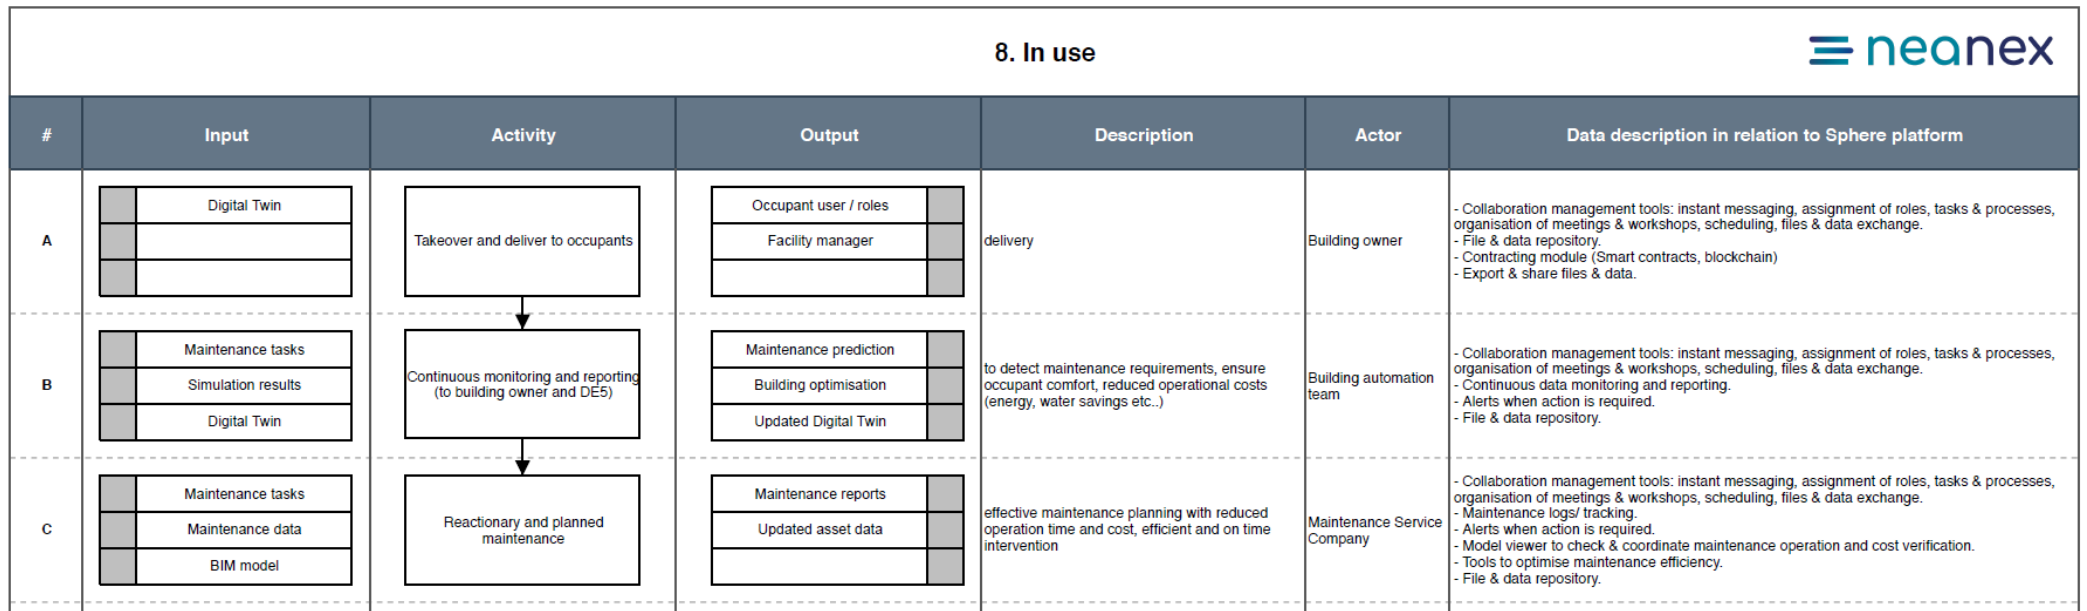 8. In use
neanex
#
Input
Activity
Output
Description
Actor
Data description in relation to Sphere platform
A
Digital Twin
Takeover and deliver to occupants
Occupant user / roles
Facility manager
delivery
Building owner
- Collaboration management tools: instant messaging, assignment of roles, tasks & processes,
organisation of meetings & workshops, scheduling, files & data exchange.
- File & data repository.
- Contracting module (Smart contracts, blockchain)
- Export & share files & data.
B
Maintenance tasks
Simulation results
Digital Twin
Continuous monitoring and reporting
(to building owner and DE5)
Maintenance prediction
Building optimisation
Updated Digital Twin
to detect maintenance requirements, ensure
occupant comfort, reduced operational costs
(energy, water savings etc..)
Building automation
team
- Collaboration management tools: instant messaging, assignment of roles, tasks & processes,
organisation of meetings & workshops, scheduling, files & data exchange.
- Continuous data monitoring and reporting.
- Alerts when action is required.
- File & data repository.
C
Maintenance tasks
Maintenance data
BIM model
Reactionary and planned
maintenance
Maintenance reports
Updated asset data
effective maintenance planning with reduced
operation time and cost, efficient and on time
intervention
Maintenance Service
Company
- Collaboration management tools: instant messaging, assignment of roles, tasks & processes,
organisation of meetings & workshops, scheduling, files & data exchange.
- Maintenance logs/ tracking.
- Alerts when action is required.
- Model viewer to check & coordinate maintenance operation and cost verification.
- Tools to optimise maintenance efficiency.
- File & data repository.